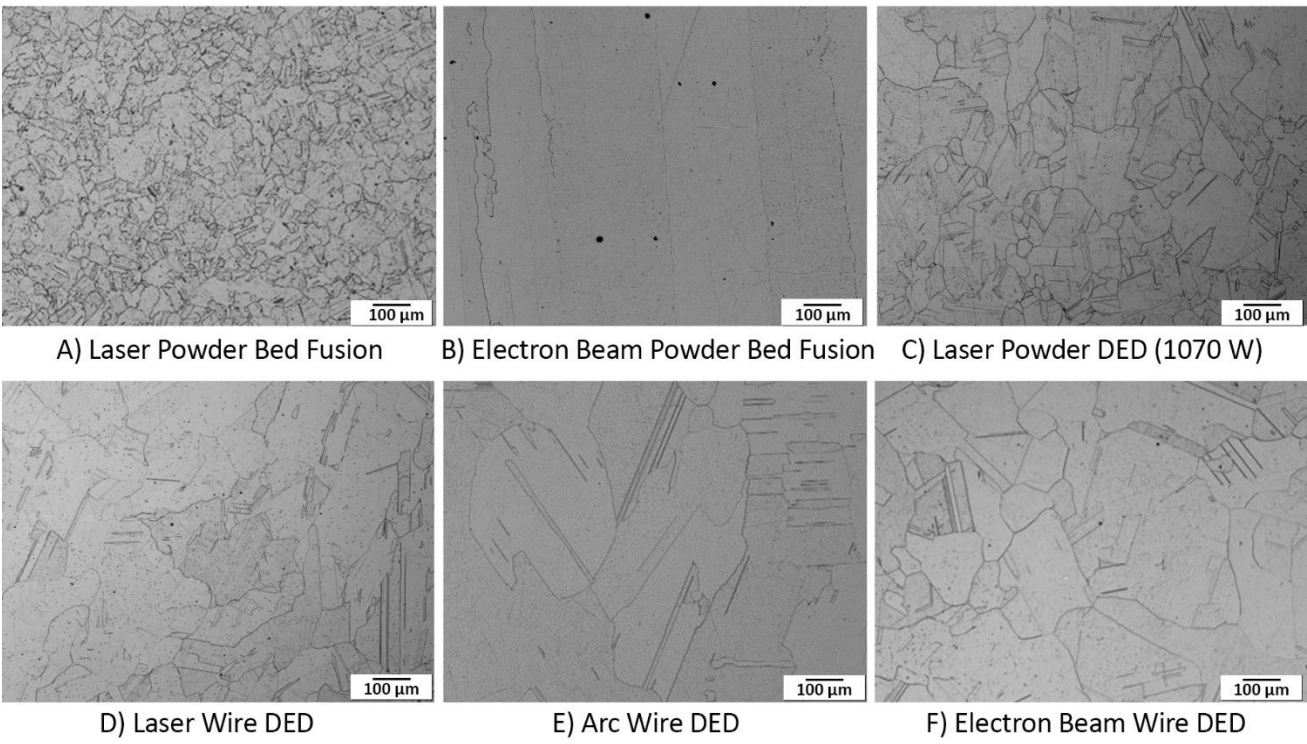 100 µm
100 µm
100 µm
A) Laser Powder Bed Fusion
B) Electron Beam Powder Bed Fusion
C) Laser Powder DED (1070 W)
100 µm
100 µm
100 µm
D) Laser Wire DED
E) Arc Wire DED
F) Electron Beam Wire DED